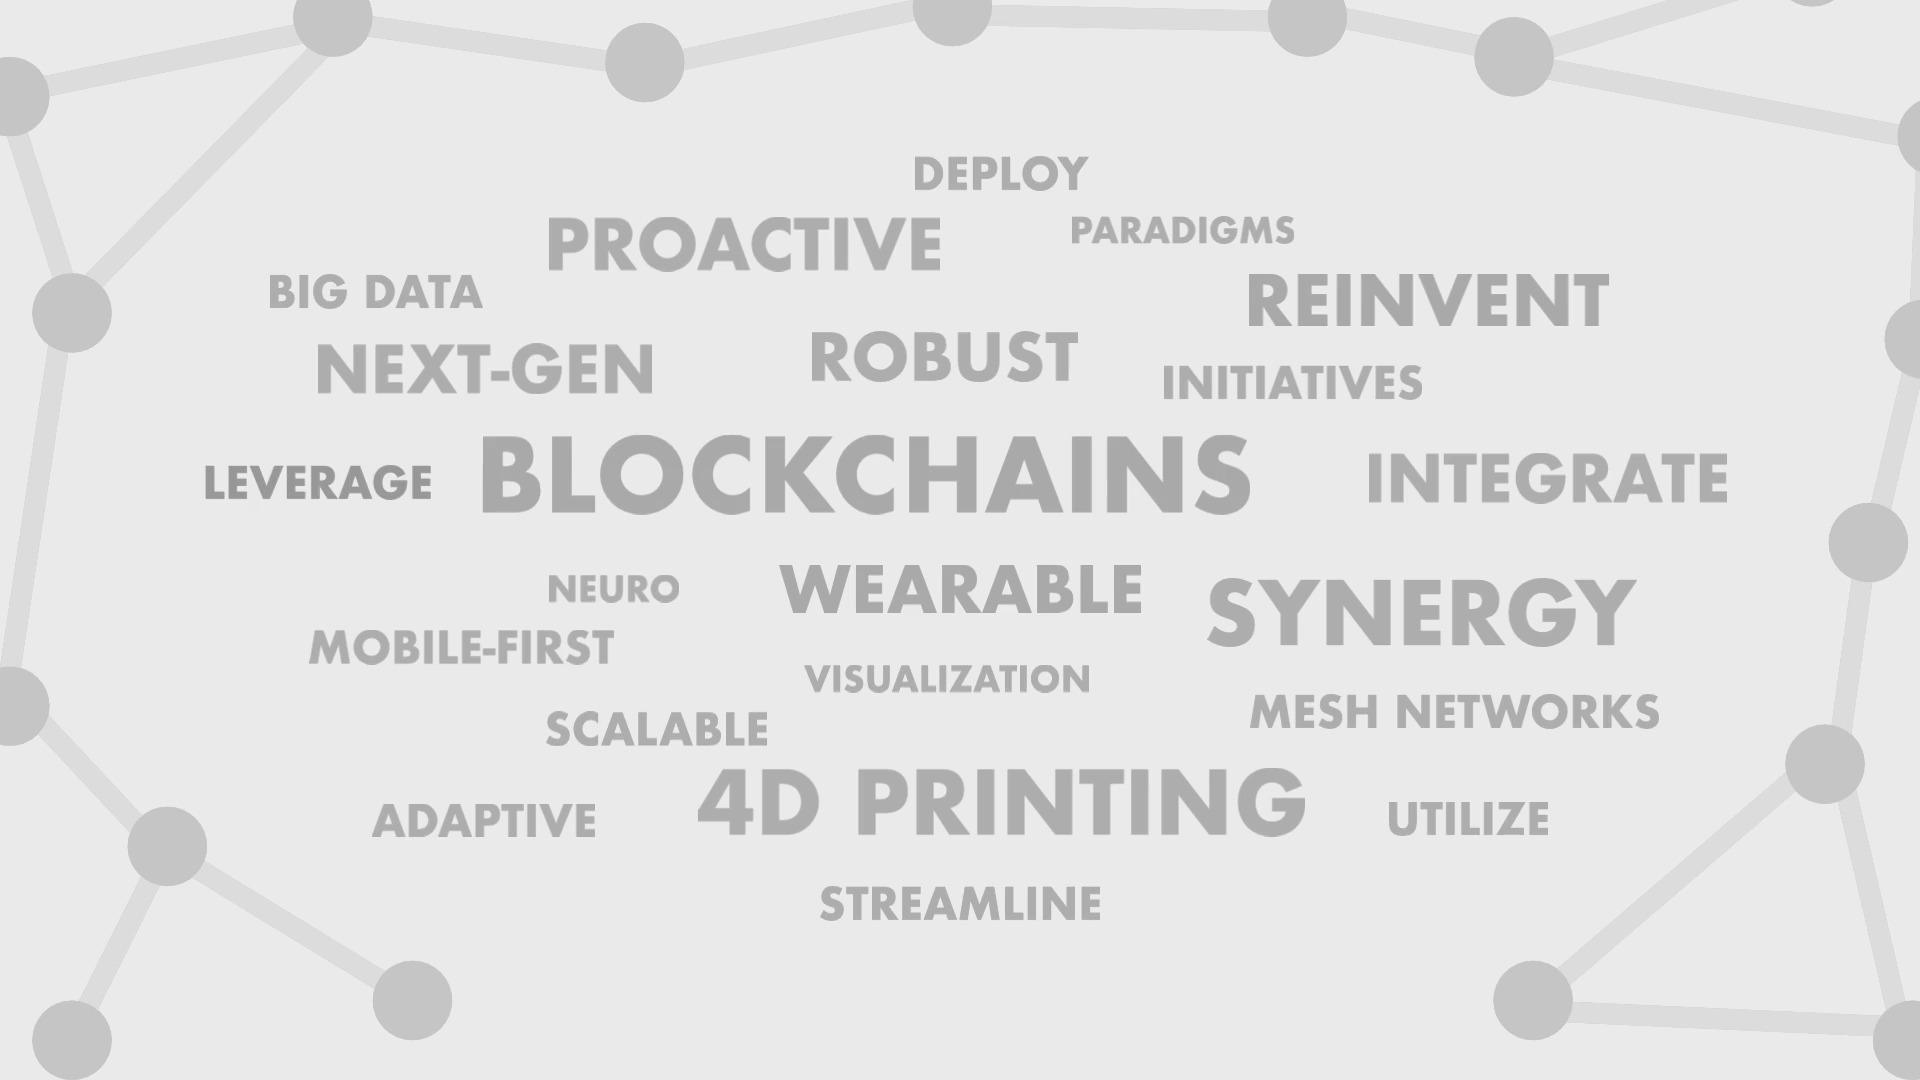 DEPLOY
PROACTIVE
PARADIGMS
BIG DATA
REINVENT
NEXT-GEN
ROBUST
INITIATIVES
LEVERAGE
BLOCKCHAINS
INTEGRATE
NEURO
WEARABLE
SYNERGY
MOBILE-FIRST
VISUALIZATION
SCALABLE
MESH NETWORKS
ADAPTIVE
4D PRINTING
UTILIZE
STREAMLINE